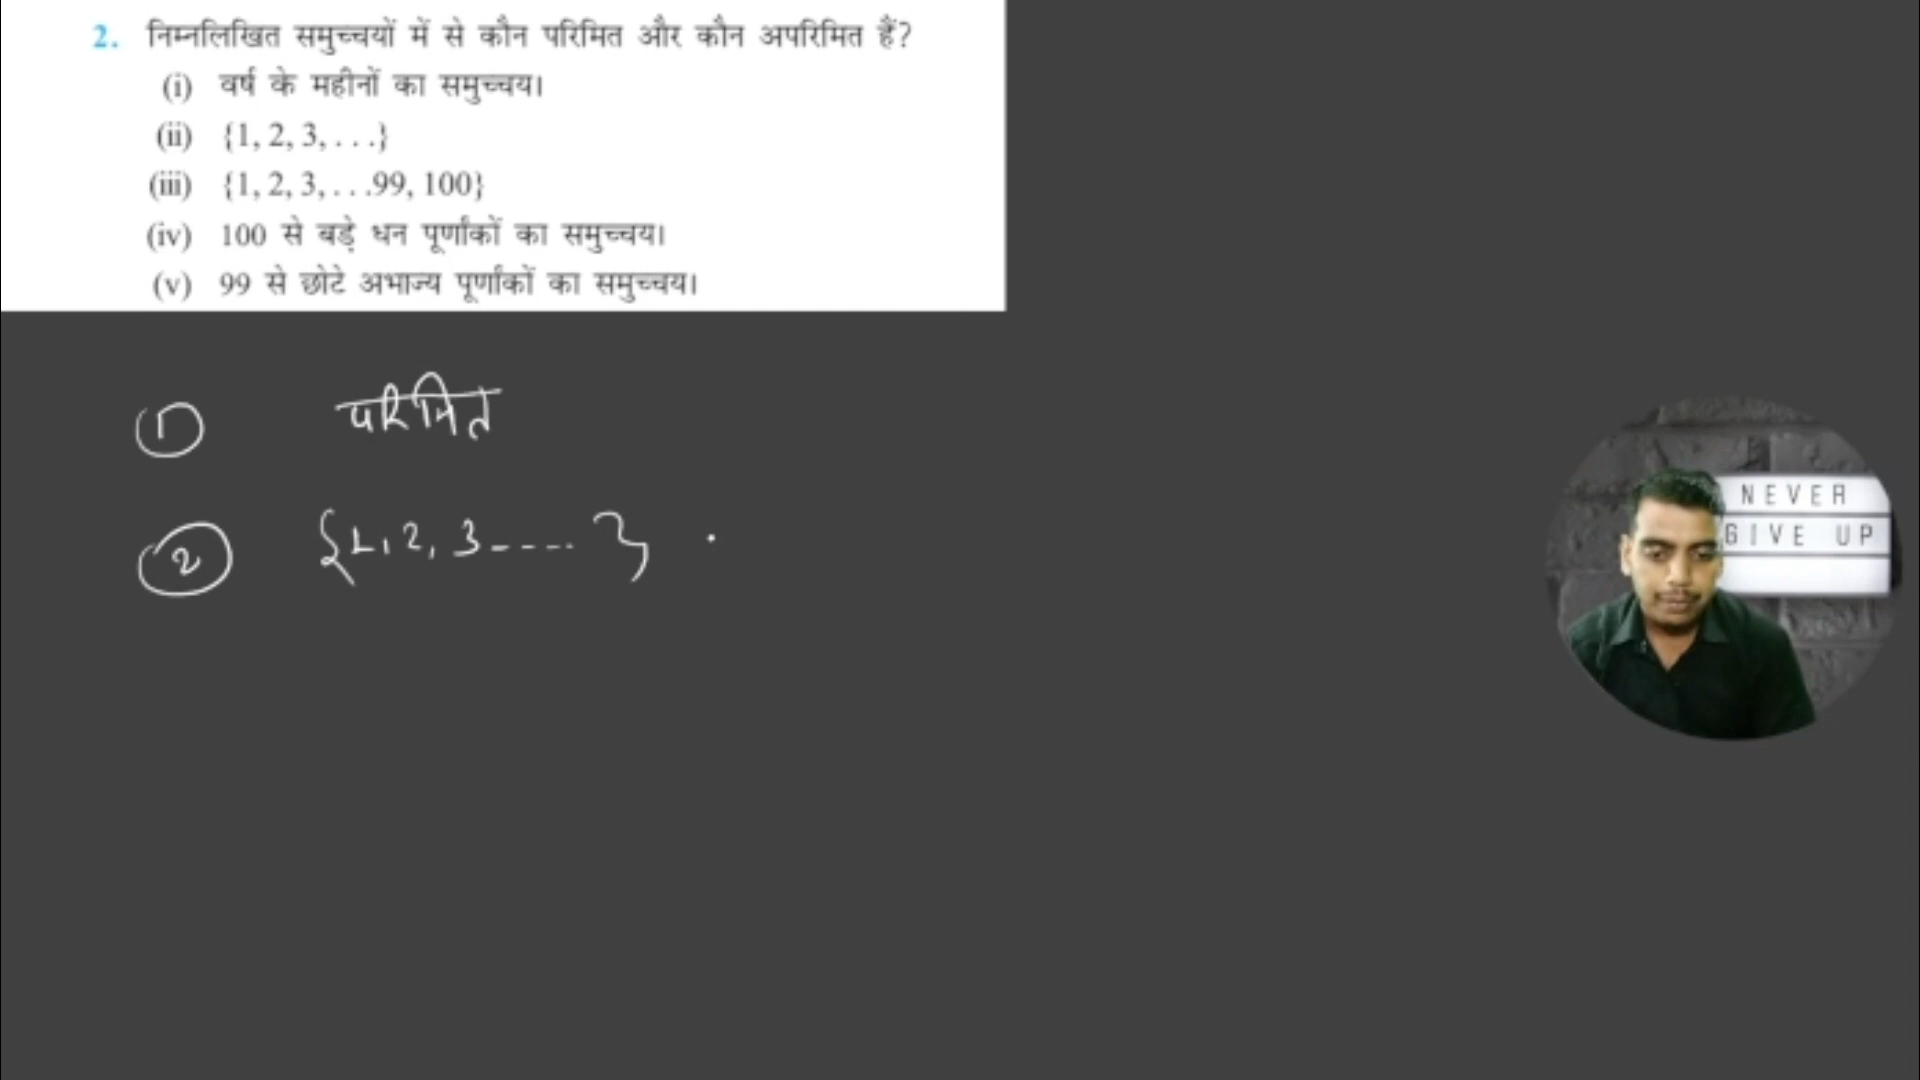 2. निम्नलिखित समुच्चयों में से कौन परिमित और कौन अपरिमित हैं?
(i) वर्ष के महीनों का समुच्चय।
(ii) {1, 2, 3, . . .}
(iii) {1, 2, 3, . . .99, 100}
(iv) 100 से बड़े धन पूर्णांकों का समुच्चय।
(v) 99 से छोटे अभाज्य पूर्णांकों का समुच्चय।
① परिमित
② {1, 2, 3 ----- } .
NEVER
GIVE UP